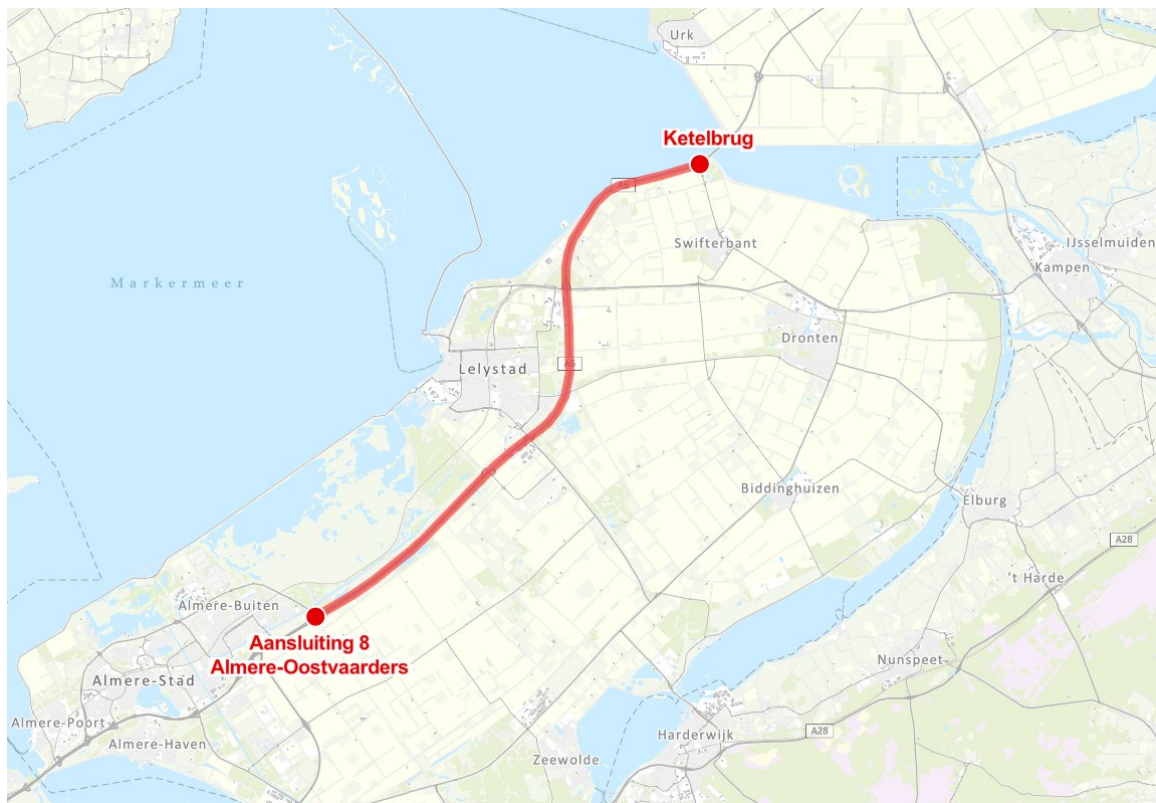 Urk
Ketelbrug
A6
Swifterbant
IJsselmuiden
Kampen
Markermeer
Dronten
Lelystad
A6
Biddinghuizen
Elburg
A28
't Harde
Almere-Buiten
Aansluiting 8
Almere-Oostvaarders
Nunspeet
Almere-Stad
Almere-Poort
Almere-Haven
Harderwijk
A28
Zeewolde